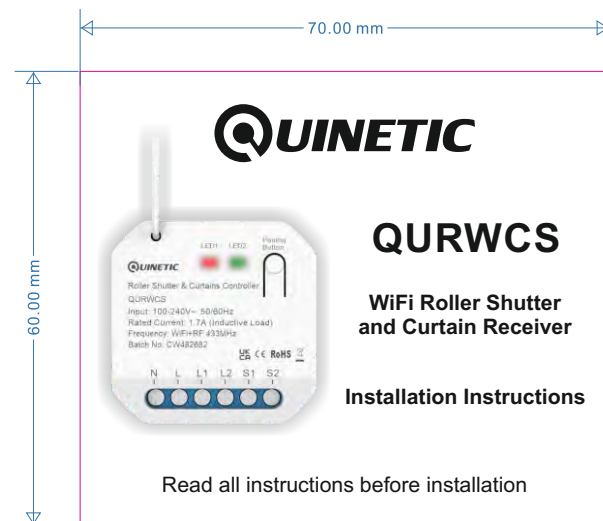 70.00 mm
60.00 mm
QUINETIC
QURWCS
WiFi Roller Shutter
and Curtain Receiver
Installation Instructions
LED1 LED2
Pairing
Button
QUINETIC
Roller Shutter & Curtains Controller
QURWCS
Input: 100-240V~ 50/60Hz
Rated Current: 1.7A (Inductive Load)
Frequency: WiFi+RF 433MHz
Batch No. CW482682
UK CA CE RoHS
N L L1 L2 S1 S2
Read all instructions before installation